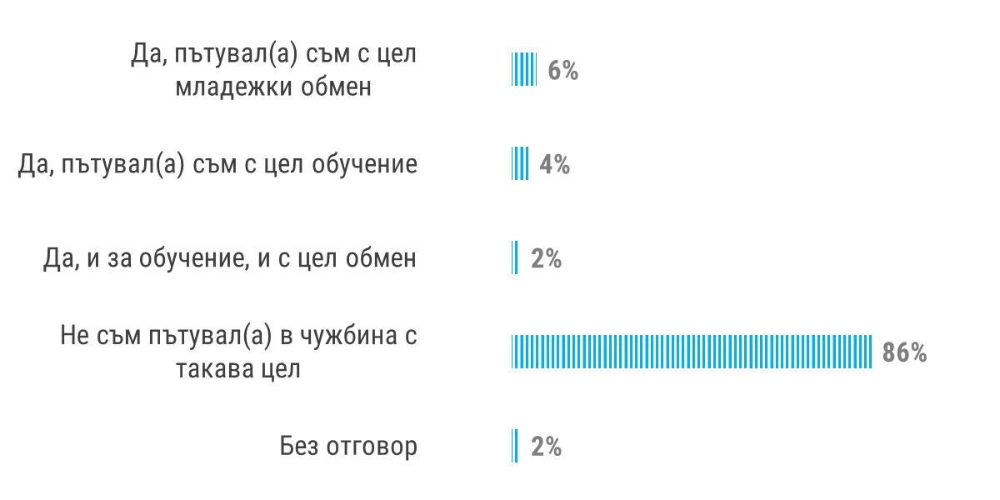 Да, пътувал(а) съм с цел
младежки обмен
6%
Да, пътувал(а) съм с цел обучение
4%
Да, и за обучение, и с цел обмен
2%
Не съм пътувал(а) в чужбина с
такава цел
86%
Без отговор
2%